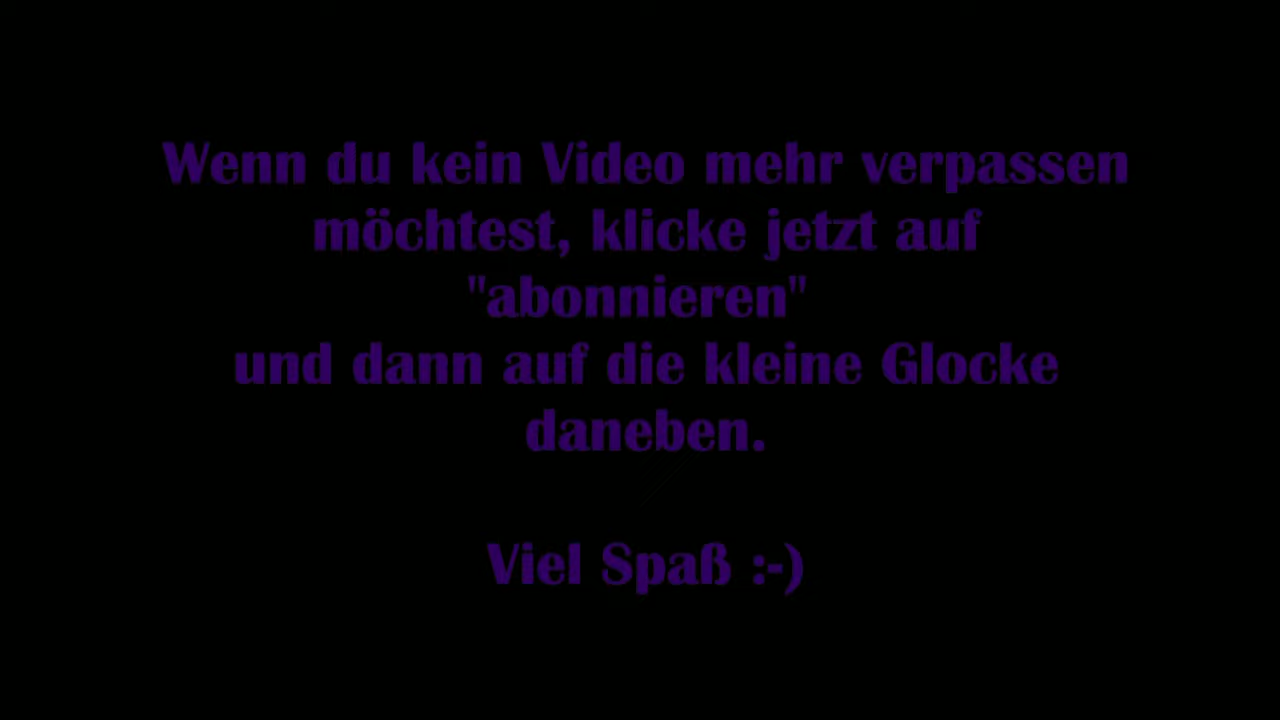 Wenn du kein Video mehr verpassen
möchtest, klicke jetzt auf
"abonnieren"
und dann auf die kleine Glocke
daneben.
Viel Spaß :-)